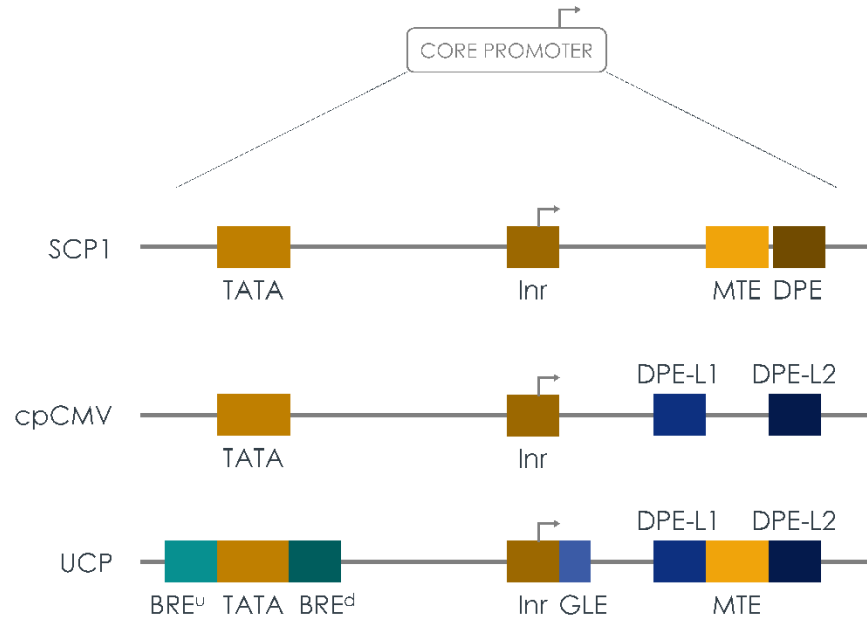 CORE PROMOTER
SCP1
TATA Inr MTE DPE
DPE-L1 DPE-L2
cpCMV
TATA Inr
DPE-L1 DPE-L2
UCP
BREᵘ TATA BREᵈ Inr GLE MTE